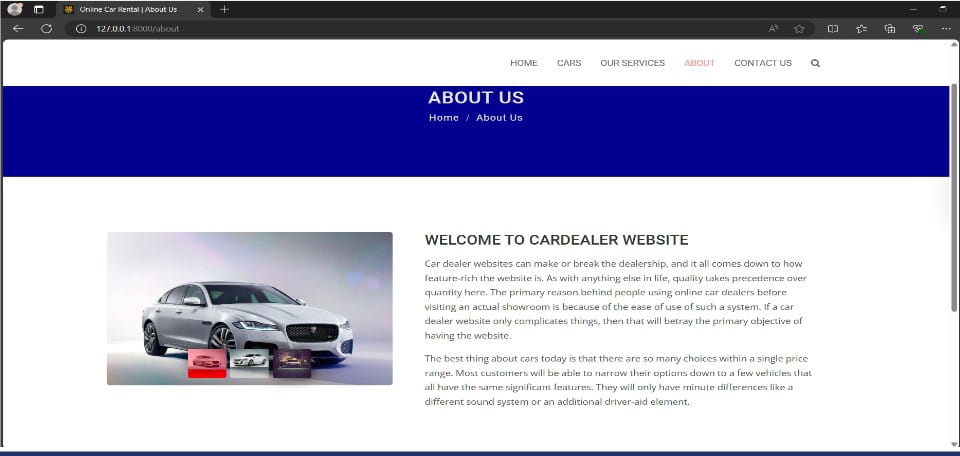 Online Car Rental | About Us
127.0.0.1:8000/about
HOME CARS OUR SERVICES ABOUT CONTACT US
ABOUT US
Home / About Us
WELCOME TO CARDEALER WEBSITE
Car dealer websites can make or break the dealership, and it all comes down to how
feature-rich the website is. As with anything else in life, quality takes precedence over
quantity here. The primary reason behind people using online car dealers before
visiting an actual showroom is because of the ease of use of such a system. If a car
dealer website only complicates things, then that will betray the primary objective of
having the website.
The best thing about cars today is that there are so many choices within a single price
range. Most customers will be able to narrow their options down to a few vehicles that
all have the same significant features. They will only have minute differences like a
different sound system or an additional driver-aid element.